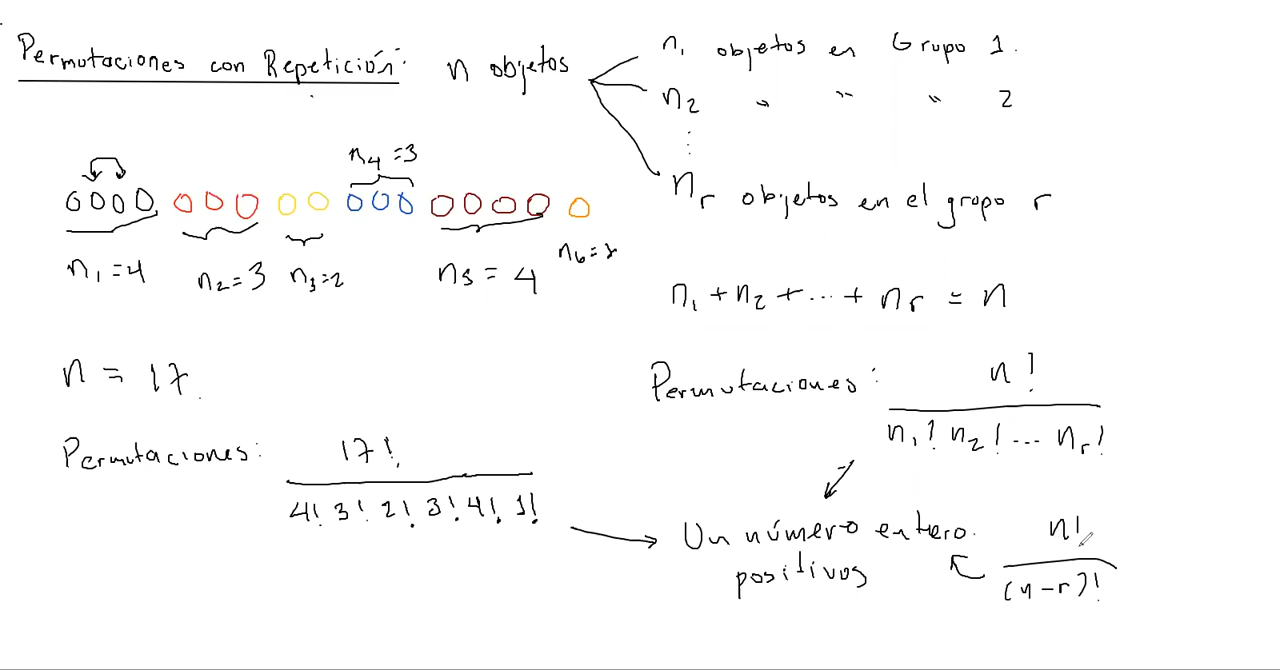 Permutaciones con Repetición: n objetos
n₁ objetos en Grupo 1.
n₂ " " " 2
⋮
nᵣ objetos en el grupo r
n₄ = 3
n₁ = 4
n₂ = 3
n₃ = 2
n₅ = 4
n₆ = 1
n₁ + n₂ + ... + nᵣ = n
n = 17.
Permutaciones: n! / n₁! n₂! ... nᵣ!
Permutaciones: 17! / 4! 3! 2! 3! 4! 1!
Un número entero.
positivos
n! / (n-r)!